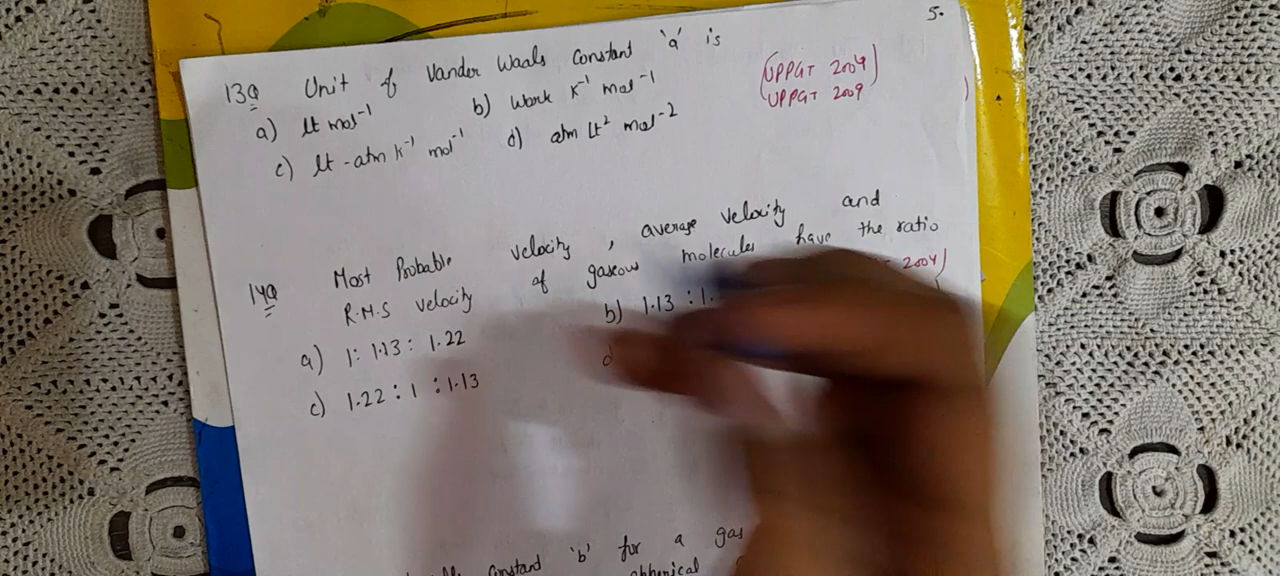 5.
13Q Unit of Vander Waals Constant 'a' is
a) lt mol⁻¹ b) Work K⁻¹ mol⁻¹ (UPPGT 2004)
UPPGT 2009 )
c) lt-atm K⁻¹ mol⁻¹ d) atm Lt² mol⁻²
14Q Most Probable velocity, average velocity and
R.M.S velocity of gaseous molecules have the ratio
2004)
a) 1: 1.13: 1.22 b) 1.13 : 1.
c) 1.22 : 1 : 1.13 d
constant 'b' for a gas